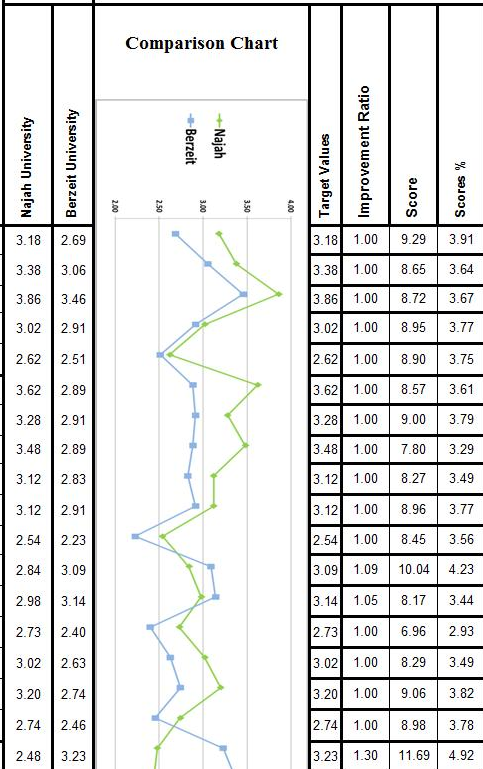 Najah University
Berzeit University
Comparison Chart
Target Values
Improvement Ratio
Score
Scores %
Najah
Berzeit
2.00
2.50
3.00
3.50
4.00
3.18 2.69 3.18 1.00 9.29 3.91
3.38 3.06 3.38 1.00 8.65 3.64
3.86 3.46 3.86 1.00 8.72 3.67
3.02 2.91 3.02 1.00 8.95 3.77
2.62 2.51 2.62 1.00 8.90 3.75
3.62 2.89 3.62 1.00 8.57 3.61
3.28 2.91 3.28 1.00 9.00 3.79
3.48 2.89 3.48 1.00 7.80 3.29
3.12 2.83 3.12 1.00 8.27 3.49
3.12 2.91 3.12 1.00 8.96 3.77
2.54 2.23 2.54 1.00 8.45 3.56
2.84 3.09 3.09 1.09 10.04 4.23
2.98 3.14 3.14 1.05 8.17 3.44
2.73 2.40 2.73 1.00 6.96 2.93
3.02 2.63 3.02 1.00 8.29 3.49
3.20 2.74 3.20 1.00 9.06 3.82
2.74 2.46 2.74 1.00 8.98 3.78
2.48 3.23 3.23 1.30 11.69 4.92